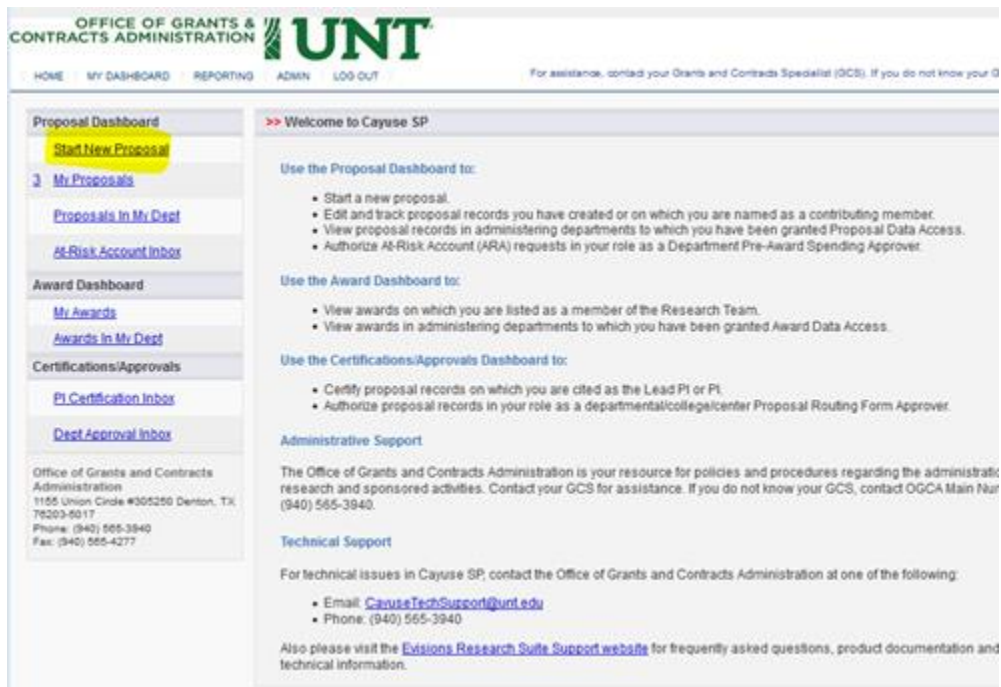 OFFICE OF GRANTS &
CONTRACTS ADMINISTRATION
UNT
HOME MY DASHBOARD REPORTING ADMIN LOG OUT
For assistance, contact your Grants and Contracts Specialist (GCS). If you do not know your G
Proposal Dashboard
Start New Proposal
3 My Proposals
Proposals In My Dept
At-Risk Account Inbox
Award Dashboard
My Awards
Awards In My Dept
Certifications/Approvals
PI Certification Inbox
Dept Approval Inbox
Office of Grants and Contracts
Administration
1155 Union Circle #305250 Denton, TX
76203-5017
Phone: (940) 565-3940
Fax: (940) 565-4277
>> Welcome to Cayuse SP
Use the Proposal Dashboard to:
• Start a new proposal.
• Edit and track proposal records you have created or on which you are named as a contributing member.
• View proposal records in administering departments to which you have been granted Proposal Data Access.
• Authorize At-Risk Account (ARA) requests in your role as a Department Pre-Award Spending Approver.
Use the Award Dashboard to:
• View awards on which you are listed as a member of the Research Team.
• View awards in administering departments to which you have been granted Award Data Access.
Use the Certifications/Approvals Dashboard to:
• Certify proposal records on which you are cited as the Lead PI or PI.
• Authorize proposal records in your role as a departmental/college/center Proposal Routing Form Approver.
Administrative Support
The Office of Grants and Contracts Administration is your resource for policies and procedures regarding the administratio
research and sponsored activities. Contact your GCS for assistance. If you do not know your GCS, contact OGCA Main Nur
(940) 565-3940.
Technical Support
For technical issues in Cayuse SP, contact the Office of Grants and Contracts Administration at one of the following:
• Email: CayuseTechSupport@unt.edu
• Phone: (940) 565-3940
Also please visit the Evisions Research Suite Support website for frequently asked questions, product documentation and
technical information.